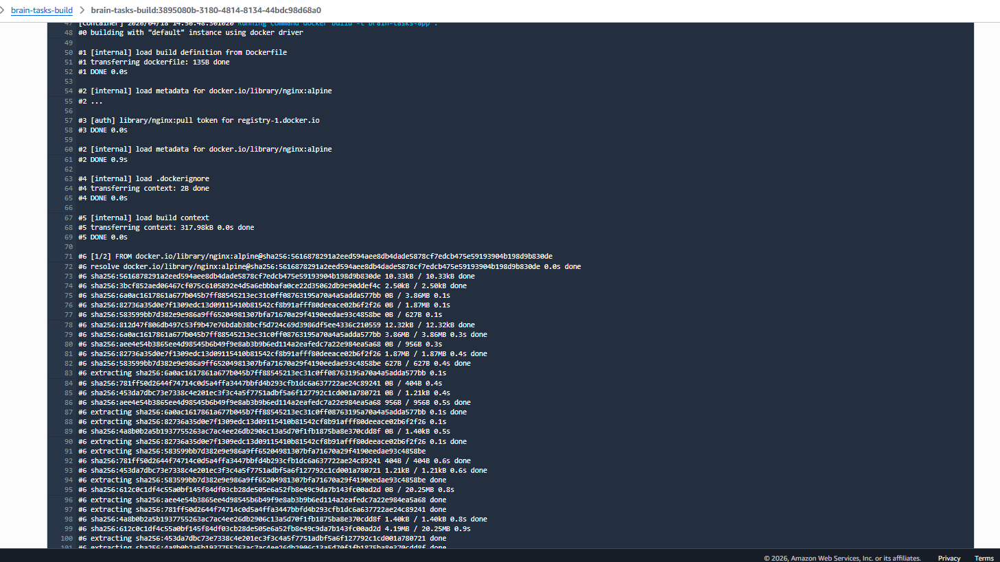 brain-tasks-build > brain-tasks-build:3895080b-3180-4814-8134-44bdc98d68a0
47 [Container] 2026/04/18 14:56:48.301020 Running command docker build -t brain-tasks-app .
48 #0 building with "default" instance using docker driver
49
50 #1 [internal] load build definition from Dockerfile
51 #1 transferring dockerfile: 135B done
52 #1 DONE 0.0s
53
54 #2 [internal] load metadata for docker.io/library/nginx:alpine
55 #2 ...
56
57 #3 [auth] library/nginx:pull token for registry-1.docker.io
58 #3 DONE 0.0s
59
60 #2 [internal] load metadata for docker.io/library/nginx:alpine
61 #2 DONE 0.9s
62
63 #4 [internal] load .dockerignore
64 #4 transferring context: 2B done
65 #4 DONE 0.0s
66
67 #5 [internal] load build context
68 #5 transferring context: 317.98kB 0.0s done
69 #5 DONE 0.0s
70
71 #6 [1/2] FROM docker.io/library/nginx:alpine@sha256:5616878291a2eed594aee8db4dade5878cf7edcb475e59193904b198d9b830de
72 #6 resolve docker.io/library/nginx:alpine@sha256:5616878291a2eed594aee8db4dade5878cf7edcb475e59193904b198d9b830de 0.0s done
73 #6 sha256:5616878291a2eed594aee8db4dade5878cf7edcb475e59193904b198d9b830de 10.33kB / 10.33kB done
74 #6 sha256:3bcf852aed06467cf075c6105892e4d5a6ebbbafa0ce22d35062db9e90ddef4c 2.50kB / 2.50kB done
75 #6 sha256:6a0ac1617861a677b045b7ff88545213ec31c0ff08763195a70a4a5adda577bb 0B / 3.86MB 0.1s
76 #6 sha256:82736a35d0e7f1309edc13d09115410b81542cf8b91afff80deeace02b6f2f26 0B / 1.87MB 0.1s
77 #6 sha256:583599bb7d382e9e986a9ff65204981307bfa71670a29f4190eedae93c4858be 0B / 627B 0.1s
78 #6 sha256:812d47f806db497c53f9b47e76bdab38bcf5d724c69d3986df5ee4336c210559 12.32kB / 12.32kB done
79 #6 sha256:6a0ac1617861a677b045b7ff88545213ec31c0ff08763195a70a4a5adda577bb 3.86MB / 3.86MB 0.3s done
80 #6 sha256:aee4e54b3865ee4d98545b6b49f9e8ab3b9b6ed114a2eafedc7a22e984ea5a68 0B / 956B 0.3s
81 #6 sha256:82736a35d0e7f1309edc13d09115410b81542cf8b91afff80deeace02b6f2f26 1.87MB / 1.87MB 0.4s done
82 #6 sha256:583599bb7d382e9e986a9ff65204981307bfa71670a29f4190eedae93c4858be 627B / 627B 0.4s done
83 #6 extracting sha256:6a0ac1617861a677b045b7ff88545213ec31c0ff08763195a70a4a5adda577bb 0.1s
84 #6 sha256:781ff50d2644f74714c0d5a4ffa3447bbfd4b293cfb1dc6a637722ae24c89241 0B / 404B 0.4s
85 #6 sha256:453da7dbc73e7338c4e201ec3f3c4a5f7751adbf5a6f127792c1cd001a780721 0B / 1.21kB 0.4s
86 #6 sha256:aee4e54b3865ee4d98545b6b49f9e8ab3b9b6ed114a2eafedc7a22e984ea5a68 956B / 956B 0.5s done
87 #6 extracting sha256:6a0ac1617861a677b045b7ff88545213ec31c0ff08763195a70a4a5adda577bb 0.1s done
88 #6 extracting sha256:82736a35d0e7f1309edc13d09115410b81542cf8b91afff80deeace02b6f2f26 0.1s
89 #6 sha256:4a8b0b2a5b1937755263ac7ac4ee26db2906c13a5d70f1fb1875ba8e370cdd8f 0B / 1.40kB 0.5s
90 #6 extracting sha256:82736a35d0e7f1309edc13d09115410b81542cf8b91afff80deeace02b6f2f26 0.1s done
91 #6 extracting sha256:583599bb7d382e9e986a9ff65204981307bfa71670a29f4190eedae93c4858be
92 #6 sha256:781ff50d2644f74714c0d5a4ffa3447bbfd4b293cfb1dc6a637722ae24c89241 404B / 404B 0.6s done
93 #6 sha256:453da7dbc73e7338c4e201ec3f3c4a5f7751adbf5a6f127792c1cd001a780721 1.21kB / 1.21kB 0.6s done
94 #6 extracting sha256:583599bb7d382e9e986a9ff65204981307bfa71670a29f4190eedae93c4858be done
95 #6 sha256:612c0c1df4c55a0bf145f84df03cb28de505e6a52fb8e49c9da7b143fc00ad2d 0B / 20.25MB 0.8s
96 #6 extracting sha256:aee4e54b3865ee4d98545b6b49f9e8ab3b9b6ed114a2eafedc7a22e984ea5a68 done
97 #6 extracting sha256:781ff50d2644f74714c0d5a4ffa3447bbfd4b293cfb1dc6a637722ae24c89241 done
98 #6 sha256:4a8b0b2a5b1937755263ac7ac4ee26db2906c13a5d70f1fb1875ba8e370cdd8f 1.40kB / 1.40kB 0.8s done
99 #6 sha256:612c0c1df4c55a0bf145f84df03cb28de505e6a52fb8e49c9da7b143fc00ad2d 4.19MB / 20.25MB 0.9s
100 #6 extracting sha256:453da7dbc73e7338c4e201ec3f3c4a5f7751adbf5a6f127792c1cd001a780721 done
101 #6 extracting sha256:4a8b0b2a5b1937755263ac7ac4ee26db2906c13a5d70f1fb1875ba8e370cdd8f done
© 2026, Amazon Web Services, Inc. or its affiliates. Privacy Terms